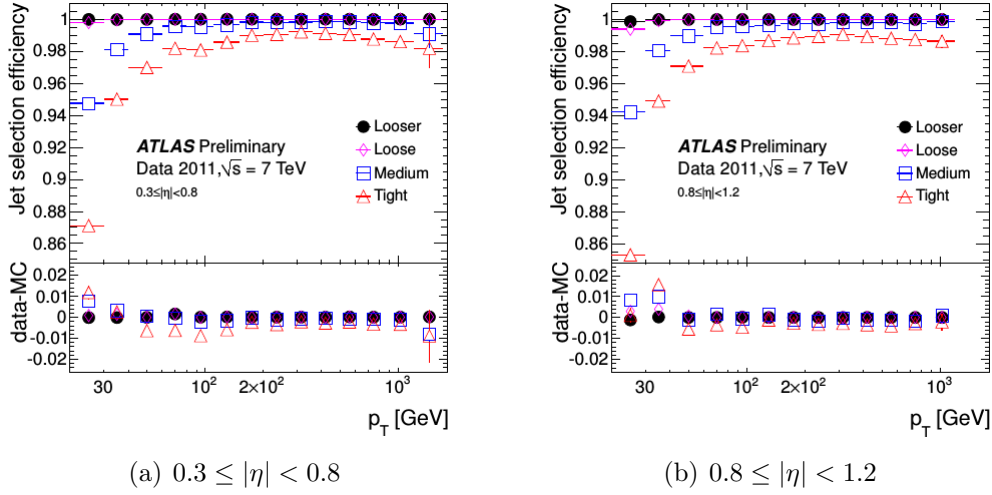 Jet selection efficiency
1
0.98
0.96
0.94
0.92
0.9
0.88
0.86
ATLAS Preliminary
Data 2011,√s = 7 TeV
0.3≤|η|<0.8
Looser
Loose
Medium
Tight
data-MC
0.02
0.01
0
-0.01
-0.02
30
10²
2×10²
10³
p_T [GeV]
(a) 0.3 ≤ |η| < 0.8
Jet selection efficiency
1
0.98
0.96
0.94
0.92
0.9
0.88
0.86
ATLAS Preliminary
Data 2011,√s = 7 TeV
0.8≤|η|<1.2
Looser
Loose
Medium
Tight
data-MC
0.02
0.01
0
-0.01
-0.02
30
10²
2×10²
10³
p_T [GeV]
(b) 0.8 ≤ |η| < 1.2